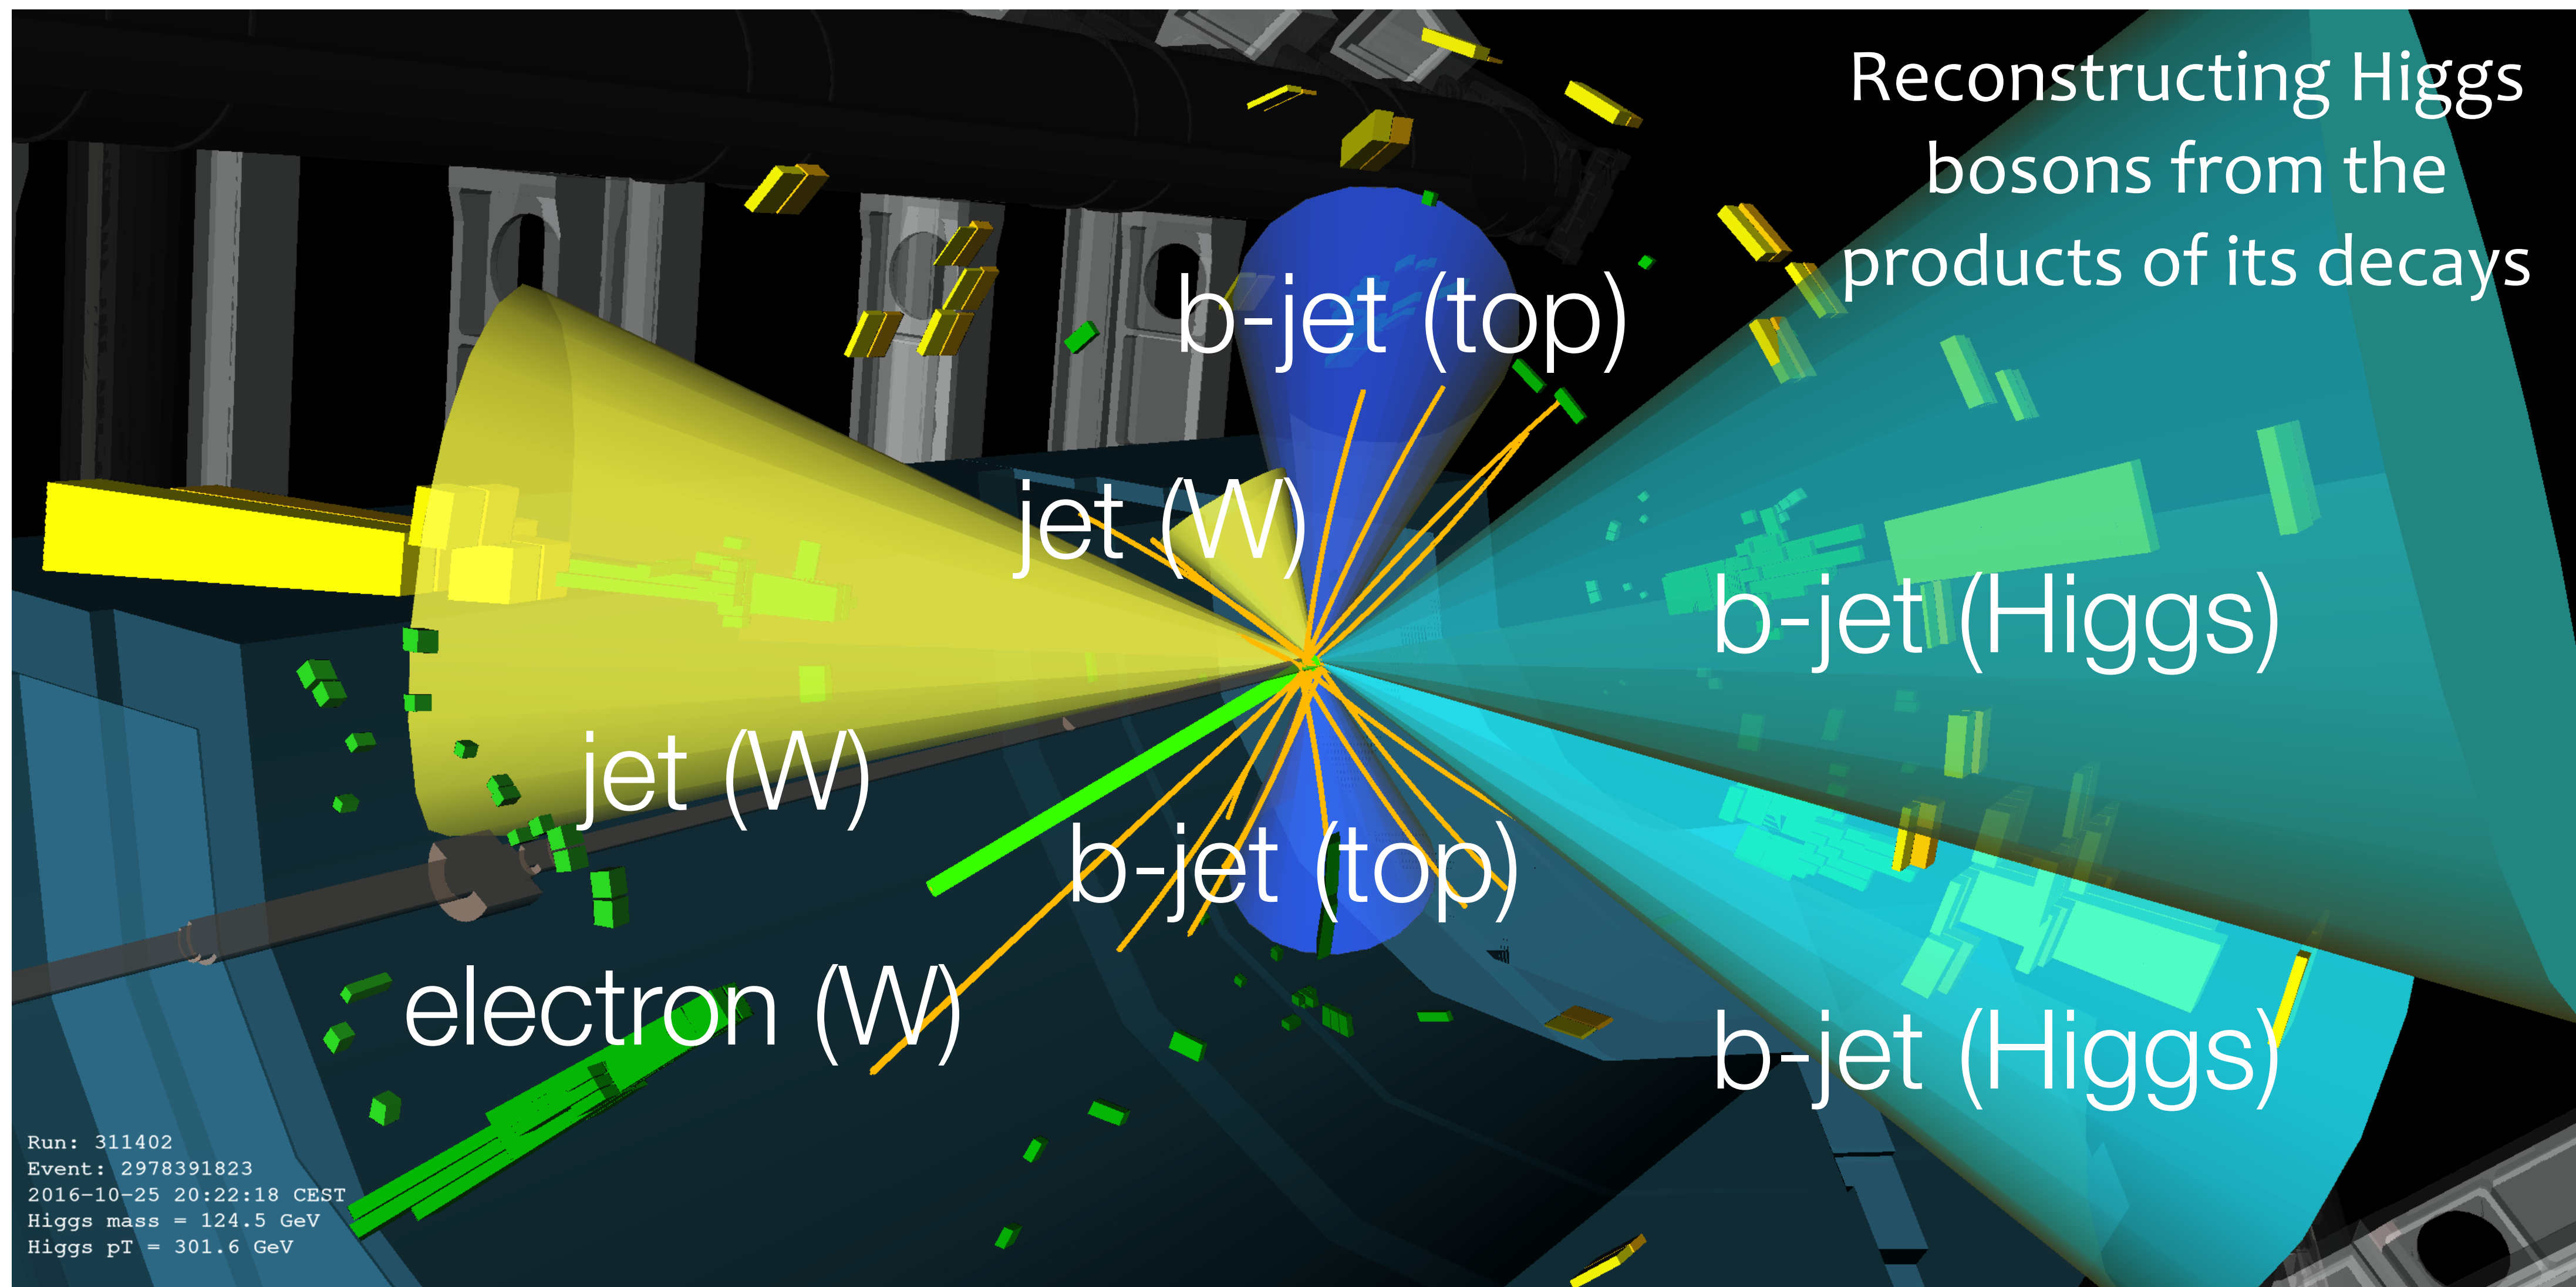 Reconstructing Higgs
bosons from the
products of its decays
b-jet (top)
jet (W)
b-jet (Higgs)
jet (W)
b-jet (top)
electron (W)
b-jet (Higgs)
Run: 311402
Event: 2978391823
2016-10-25 20:22:18 CEST
Higgs mass = 124.5 GeV
Higgs pT = 301.6 GeV